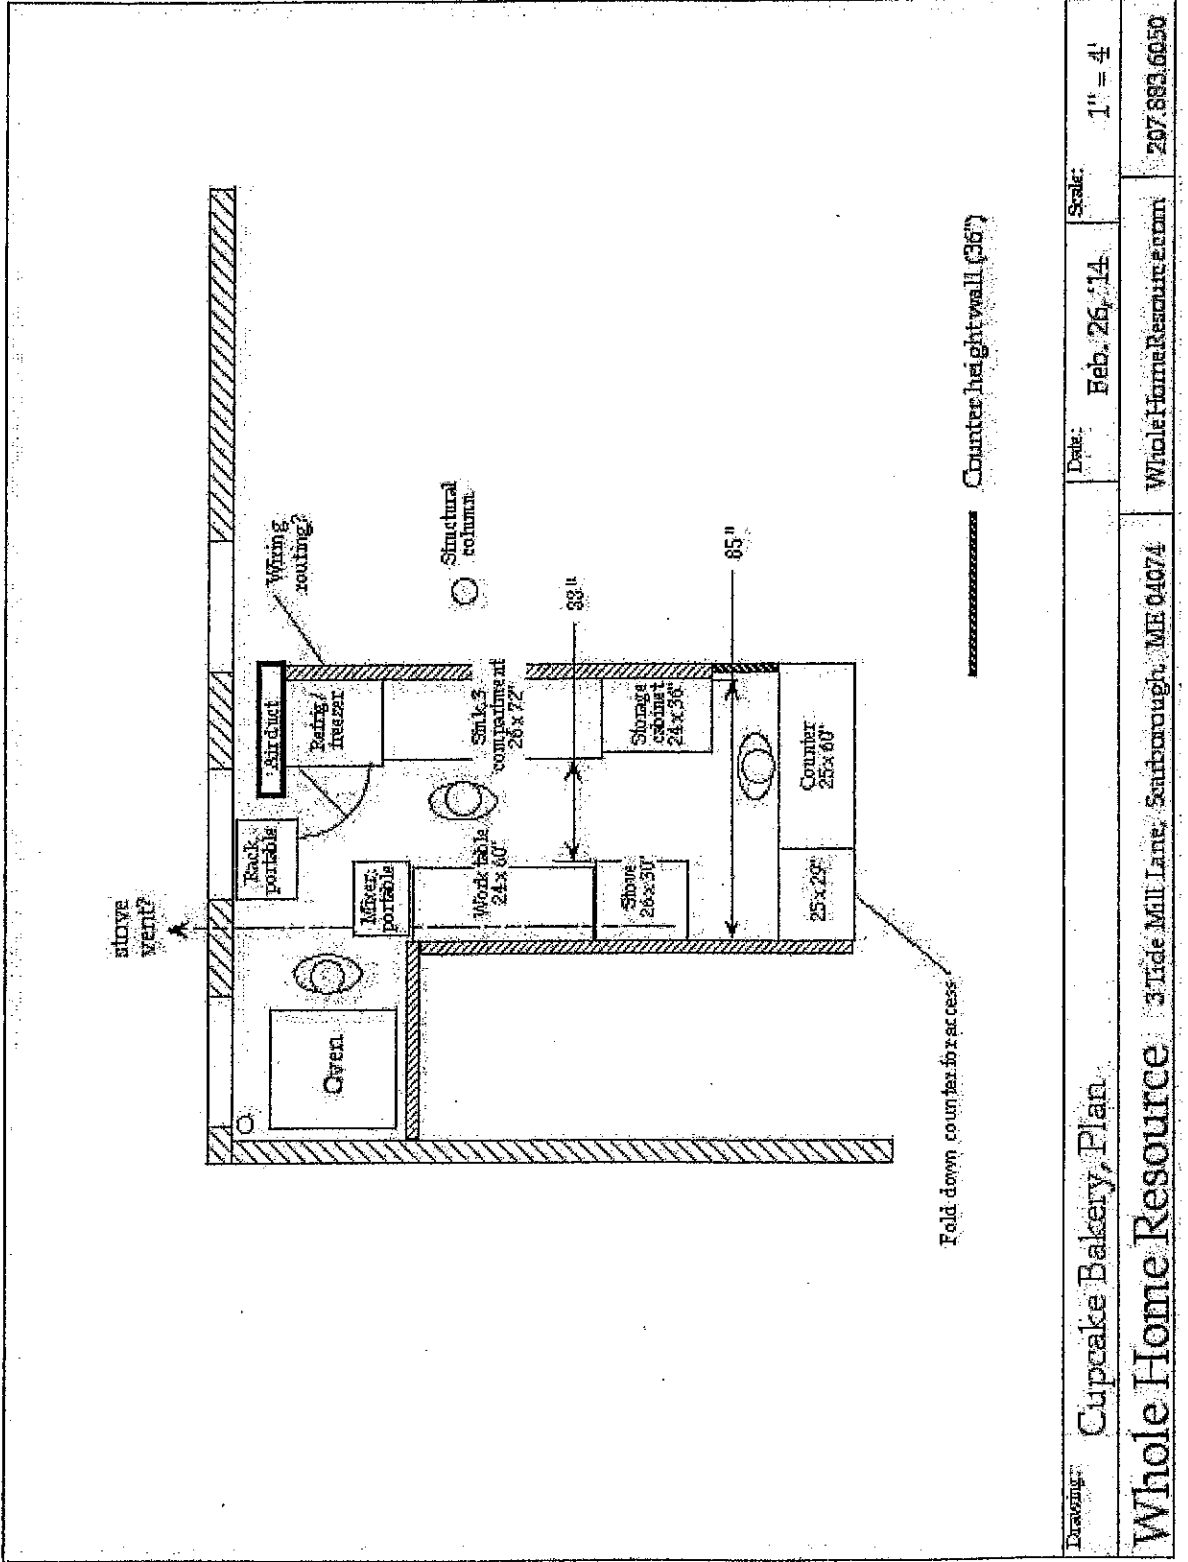 stove
vent?
Oven
Rack,
portable
Mixer,
portable
Air duct
Refrig/
freezer
Wiring
routing?
Work table
24 x 60"
Sink, 3
compartment
26 x 72"
Structural
column
33"
Stove
26 x 30"
Storage
cabinet
24 x 36"
85"
25 x 29"
Counter
25 x 60"
Fold down counter for access
Counter height wall (36")
Drawing:
Cupcake Bakery, Plan
Date:
Feb. 26, '14
Scale:
1" = 4'
Whole Home Resource
3 Tide Mill Lane, Scarborough, ME 04074
WholeHomeResource.com
207.883.6050